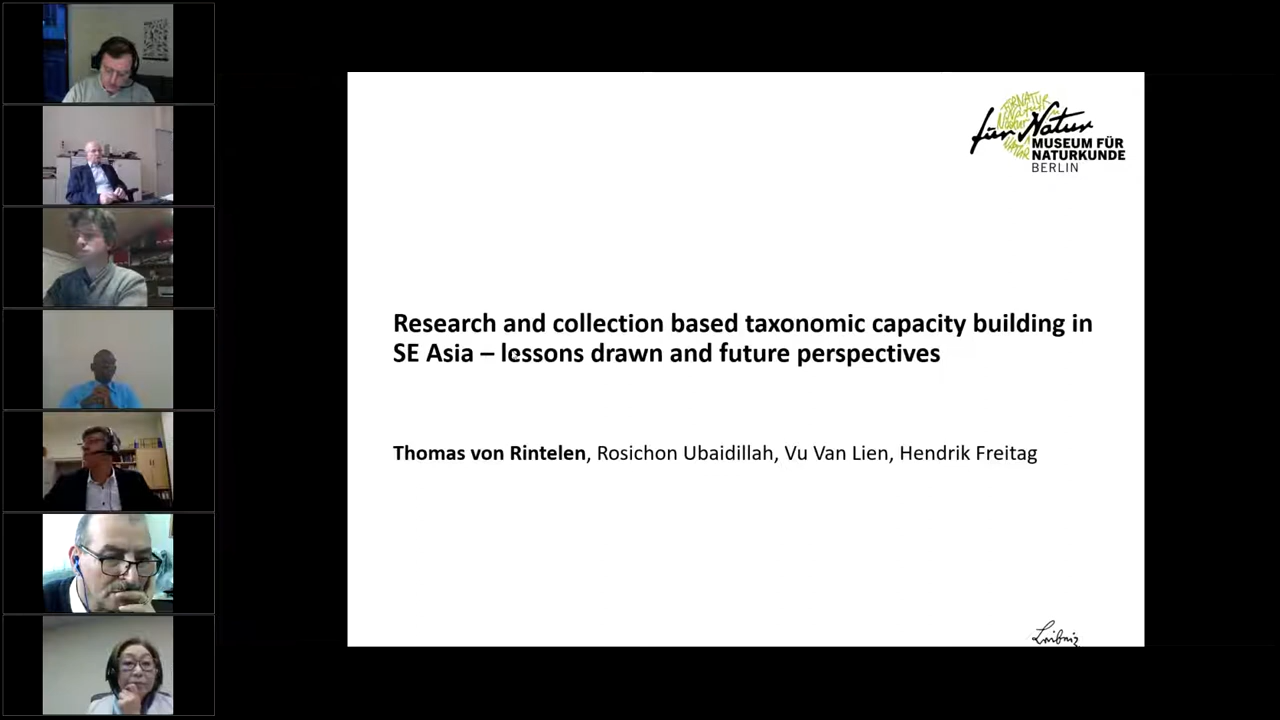 für Natur
MUSEUM FÜR
NATURKUNDE
BERLIN
Research and collection based taxonomic capacity building in
SE Asia – lessons drawn and future perspectives
Thomas von Rintelen, Rosichon Ubaidillah, Vu Van Lien, Hendrik Freitag
Leibniz